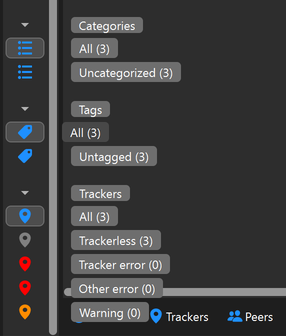 Categories
All (3)
Uncategorized (3)
Tags
All (3)
Untagged (3)
Trackers
All (3)
Trackerless (3)
Tracker error (0)
Other error (0)
Warning (0)
Trackers
Peers